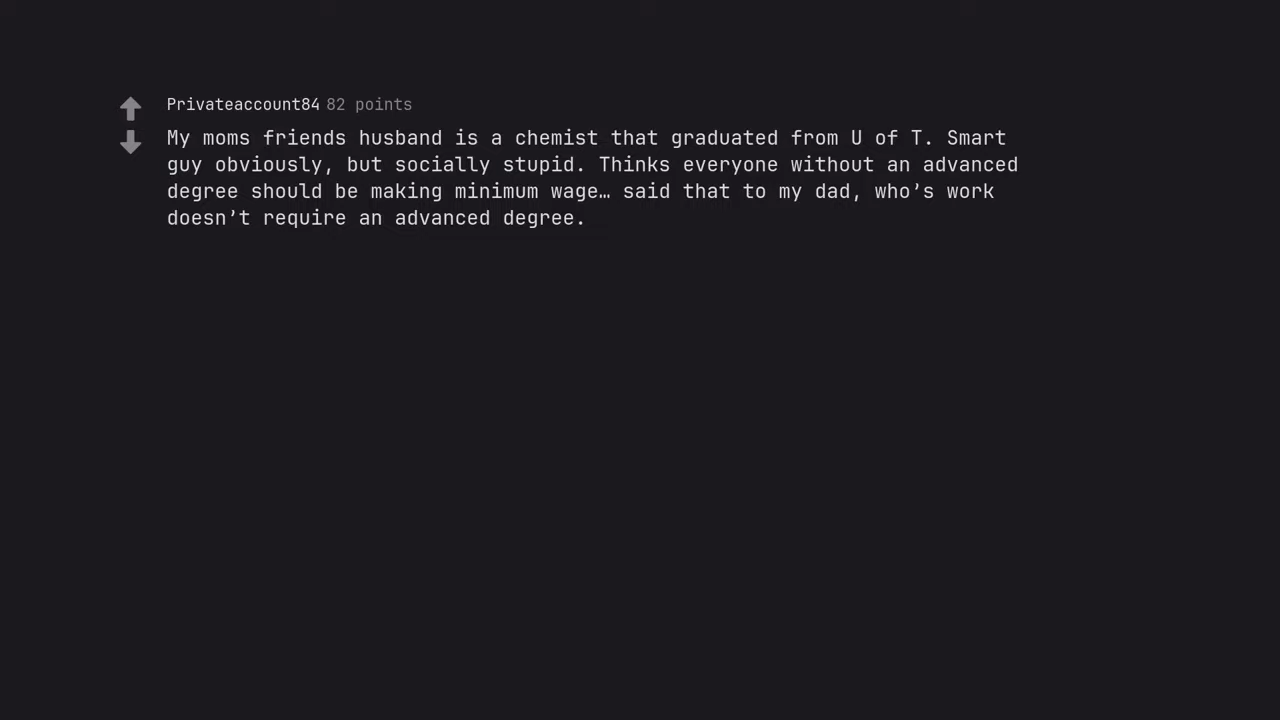 Privateaccount84 82 points
My moms friends husband is a chemist that graduated from U of T. Smart
guy obviously, but socially stupid. Thinks everyone without an advanced
degree should be making minimum wage… said that to my dad, who’s work
doesn’t require an advanced degree.